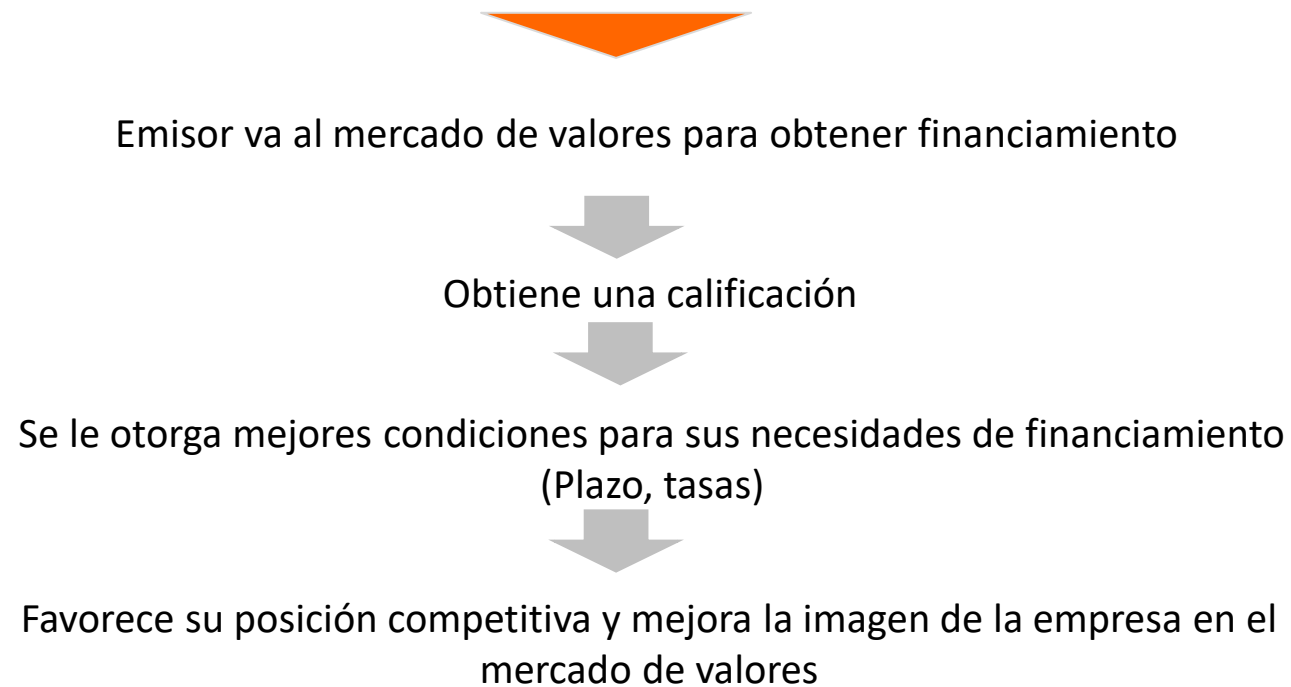 Emisor va al mercado de valores para obtener financiamiento
Obtiene una calificación
Se le otorga mejores condiciones para sus necesidades de financiamiento
(Plazo, tasas)
Favorece su posición competitiva y mejora la imagen de la empresa en el
mercado de valores